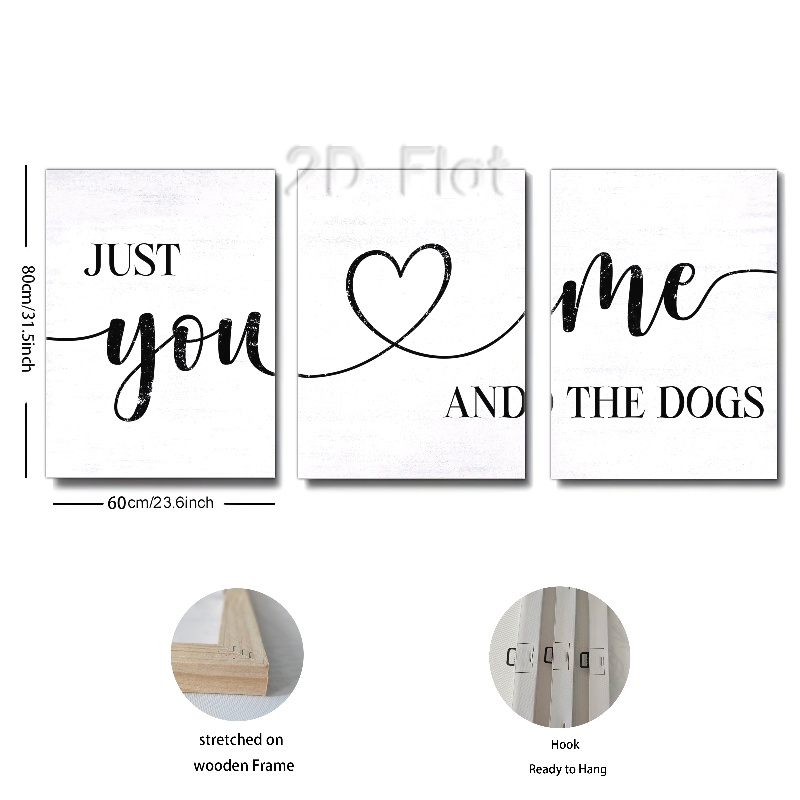 2D Flat
JUST
you
me
AND THE DOGS
80cm/31.5inch
60cm/23.6inch
stretched on
wooden Frame
Hook
Ready to Hang